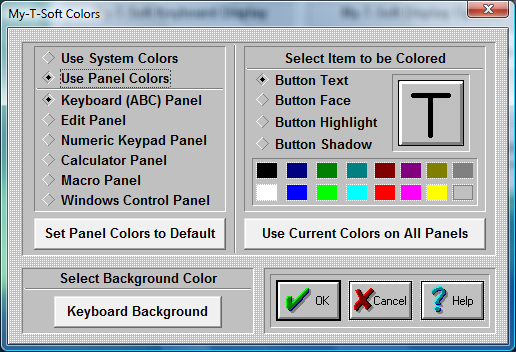 My-T-Soft Colors
Use System Colors
Use Panel Colors
Keyboard (ABC) Panel
Edit Panel
Numeric Keypad Panel
Calculator Panel
Macro Panel
Windows Control Panel
Set Panel Colors to Default
Select Item to be Colored
Button Text
Button Face
Button Highlight
Button Shadow
T
Use Current Colors on All Panels
Select Background Color
Keyboard Background
OK
Cancel
Help